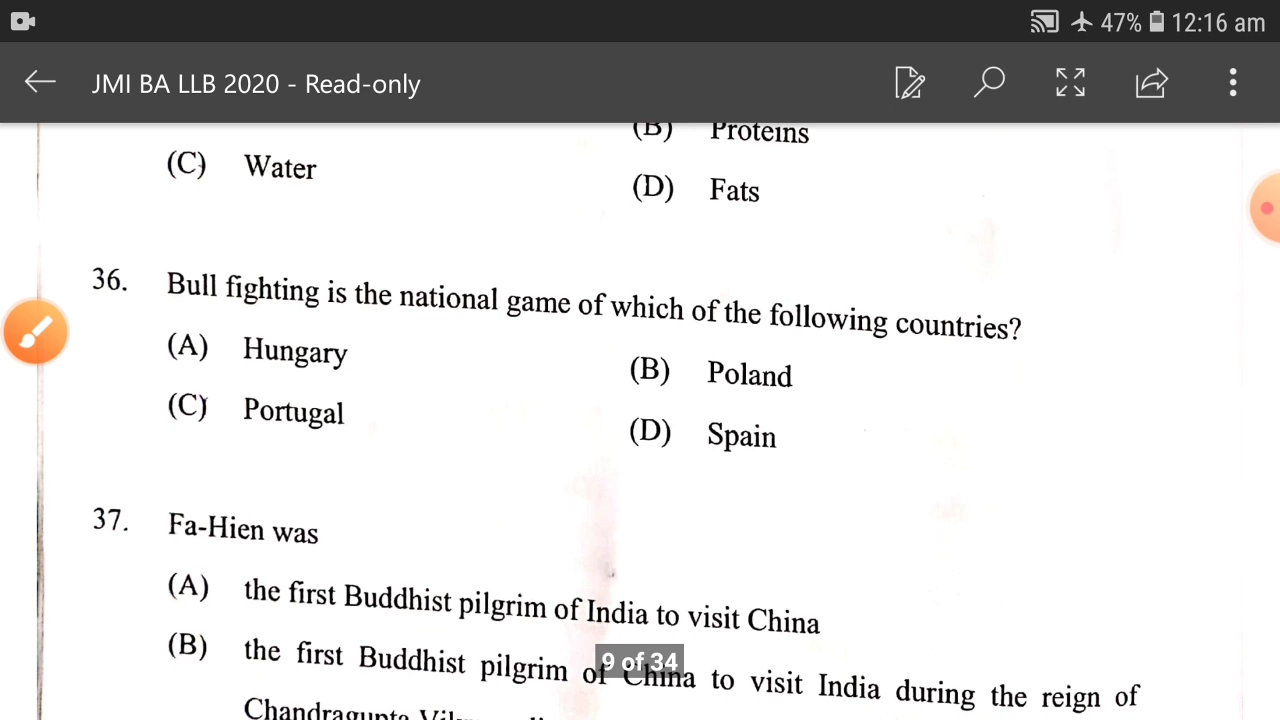 47% 12:16 am
JMI BA LLB 2020 - Read-only
(B) Proteins
(C) Water
(D) Fats
36. Bull fighting is the national game of which of the following countries?
(A) Hungary
(B) Poland
(C) Portugal
(D) Spain
37. Fa-Hien was
(A) the first Buddhist pilgrim of India to visit China
(B) the first Buddhist pilgrim of China to visit India during the reign of
9 of 34
Chandragupta